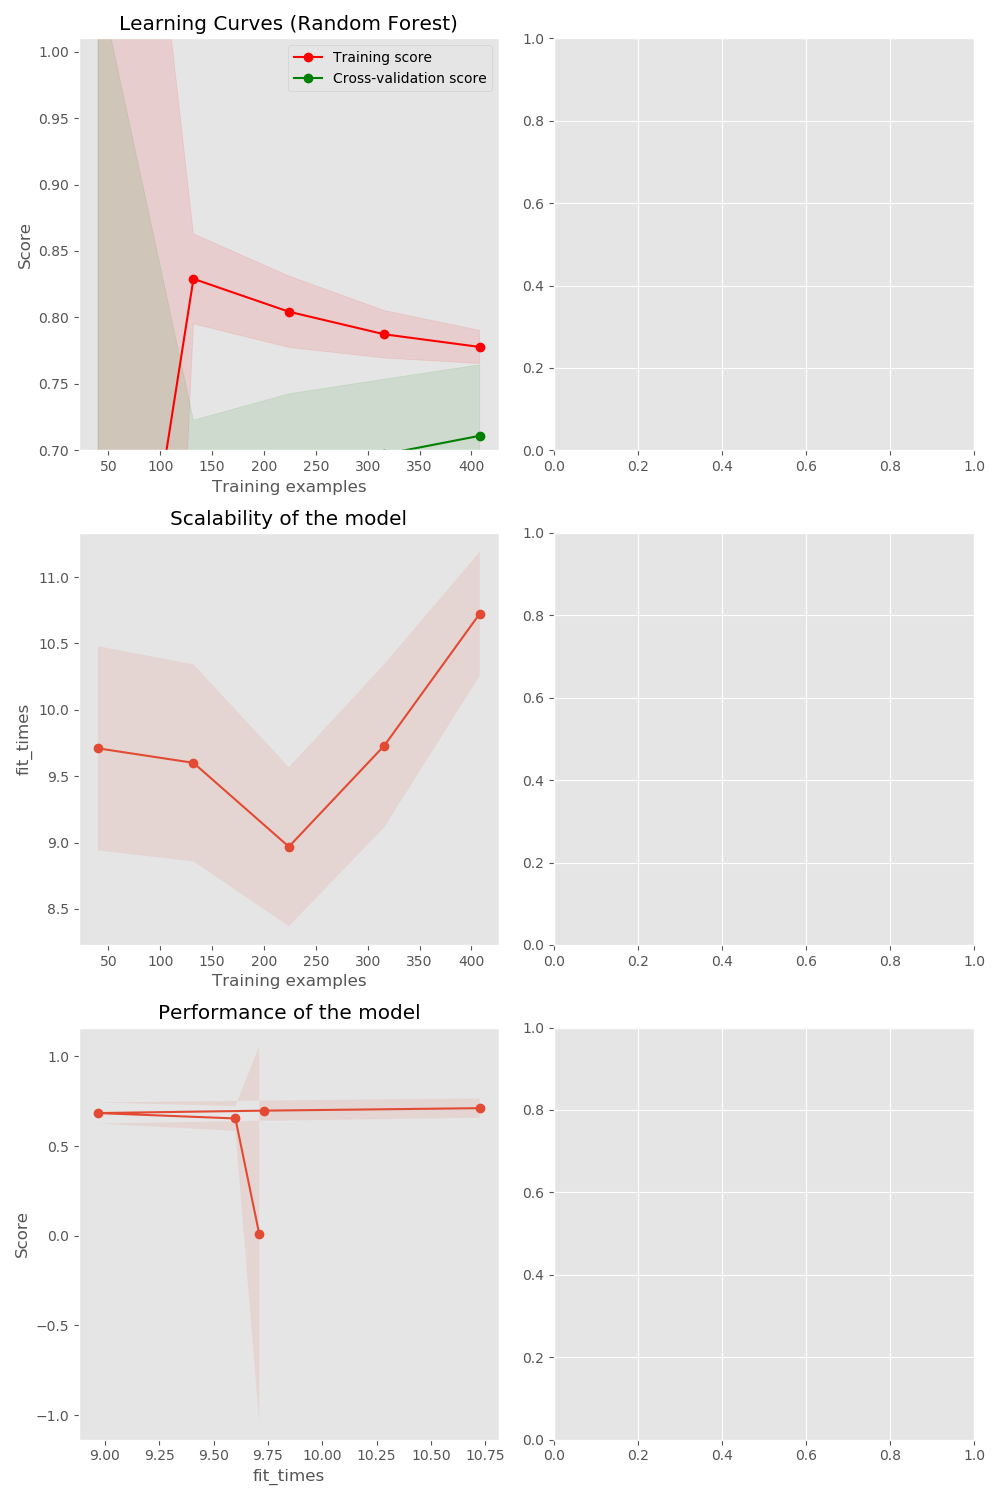 Learning Curves (Random Forest)
Training score
Cross-validation score
1.00
0.95
0.90
0.85
0.80
0.75
0.70
Score
50 100 150 200 250 300 350 400
Training examples
1.0
0.8
0.6
0.4
0.2
0.0
0.0 0.2 0.4 0.6 0.8 1.0
Scalability of the model
11.0
10.5
10.0
9.5
9.0
8.5
fit_times
50 100 150 200 250 300 350 400
Training examples
1.0
0.8
0.6
0.4
0.2
0.0
0.0 0.2 0.4 0.6 0.8 1.0
Performance of the model
1.0
0.5
0.0
−0.5
−1.0
Score
9.00 9.25 9.50 9.75 10.00 10.25 10.50 10.75
fit_times
1.0
0.8
0.6
0.4
0.2
0.0
0.0 0.2 0.4 0.6 0.8 1.0